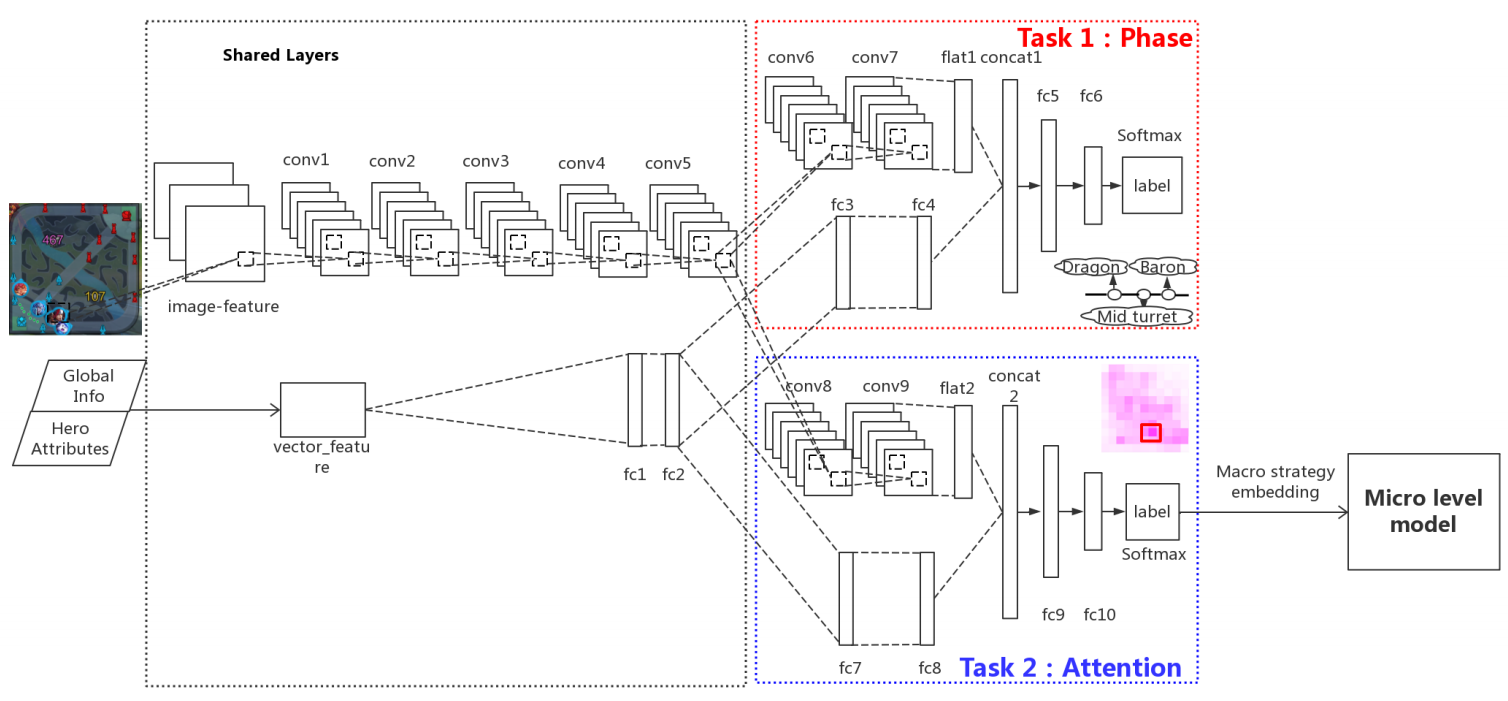 Shared Layers
conv1
conv2
conv3
conv4
conv5
467
107
image-feature
Global
Info
Hero
Attributes
vector_featu
re
fc1
fc2
Task 1 : Phase
conv6
conv7
flat1
concat1
fc5
fc6
Softmax
label
fc3
fc4
Dragon
Baron
Mid turret
conv8
conv9
flat2
concat
2
label
Softmax
fc9
fc10
fc7
fc8
Task 2 : Attention
Macro strategy
embedding
Micro level
model